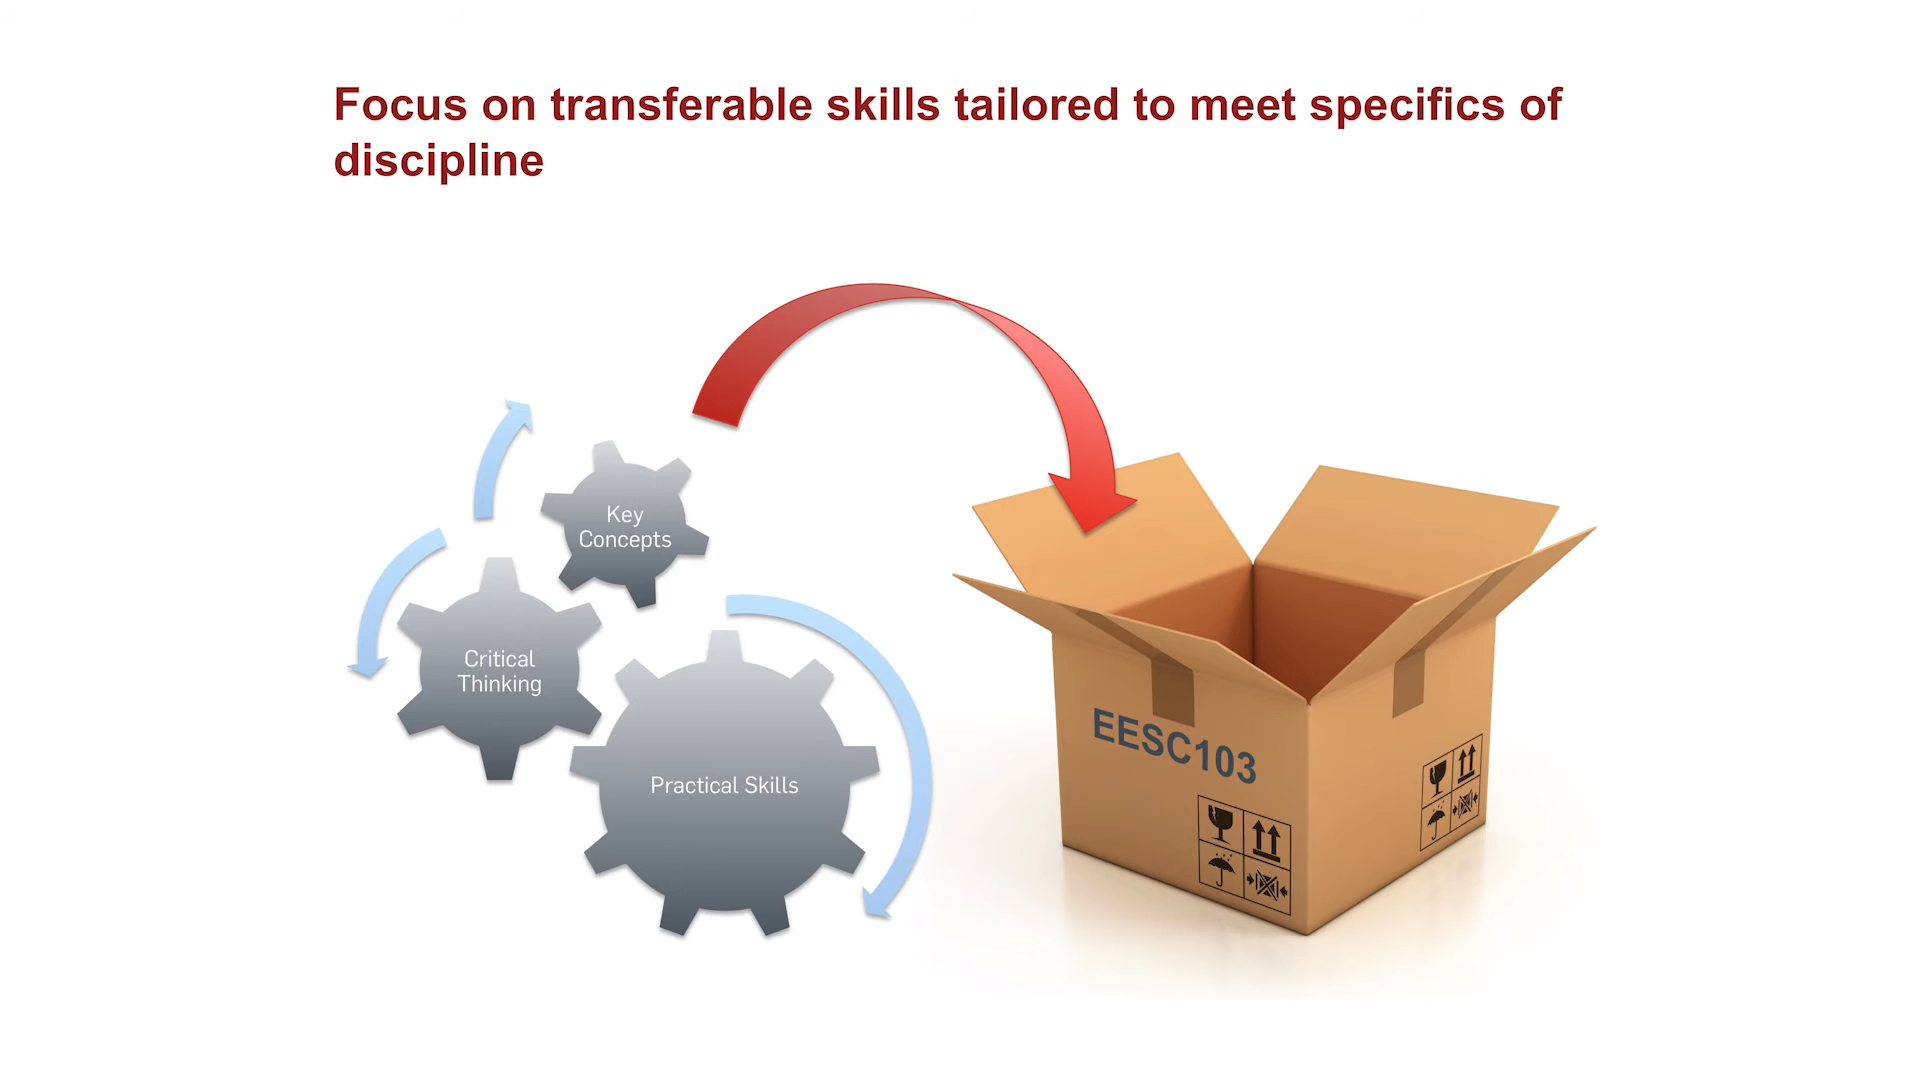 Focus on transferable skills tailored to meet specifics of
discipline
Key
Concepts
Critical
Thinking
Practical Skills
EESC103